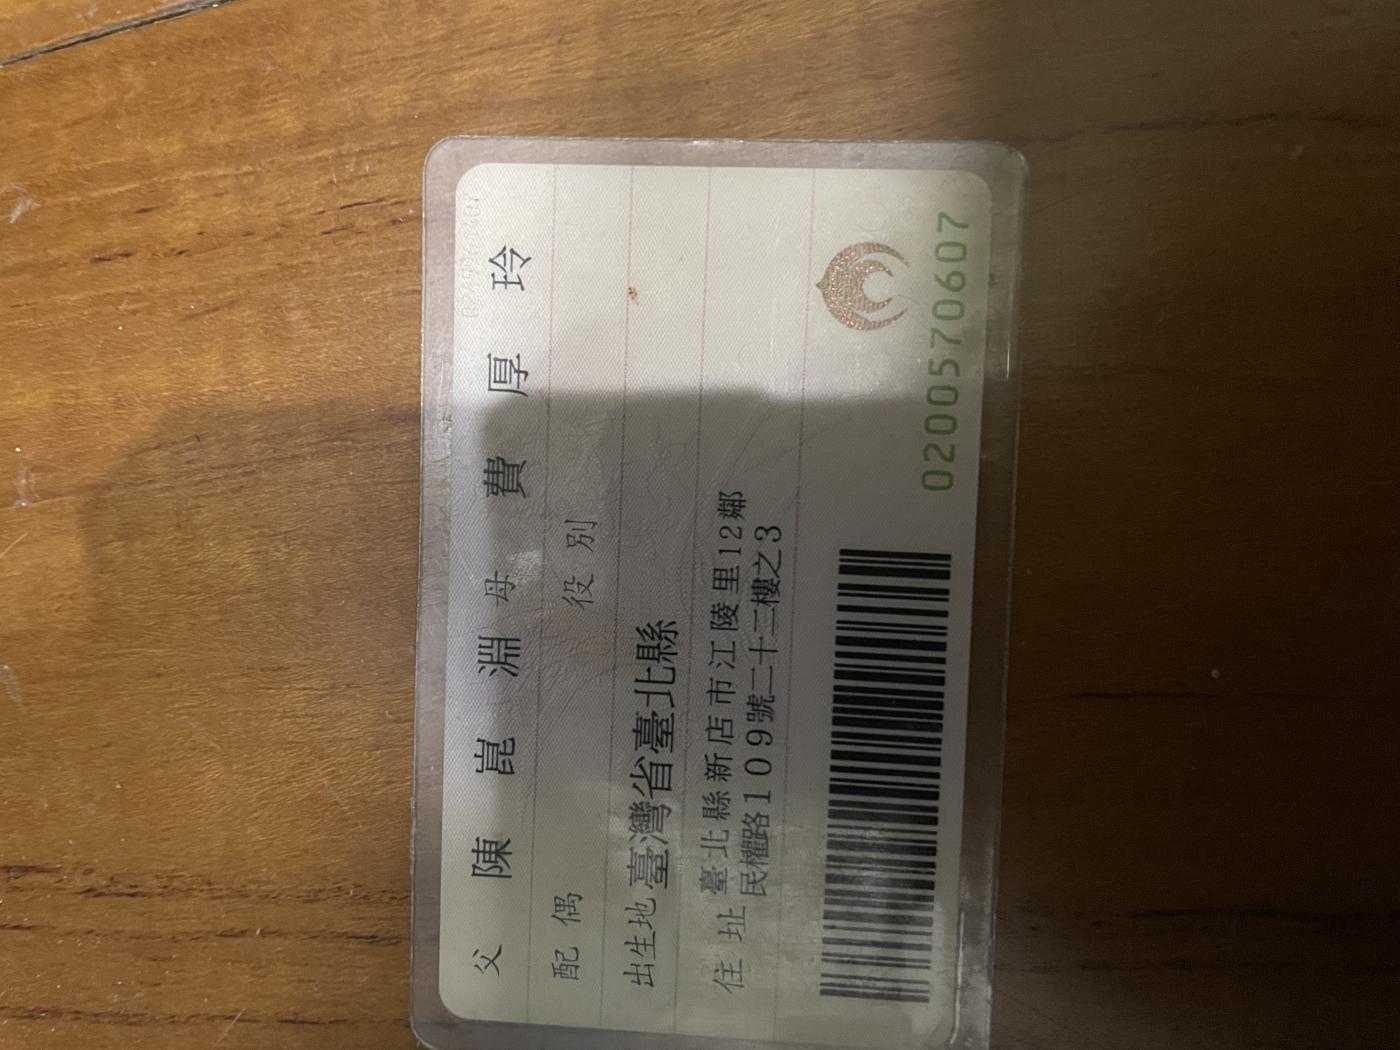 父 陳 崑 淵 母 費 厚 玲
配 偶 役 別
出生地 臺灣省臺北縣
住 址 臺北縣新店市江陵里12鄰
民權路109號二十二樓之3
0200570607